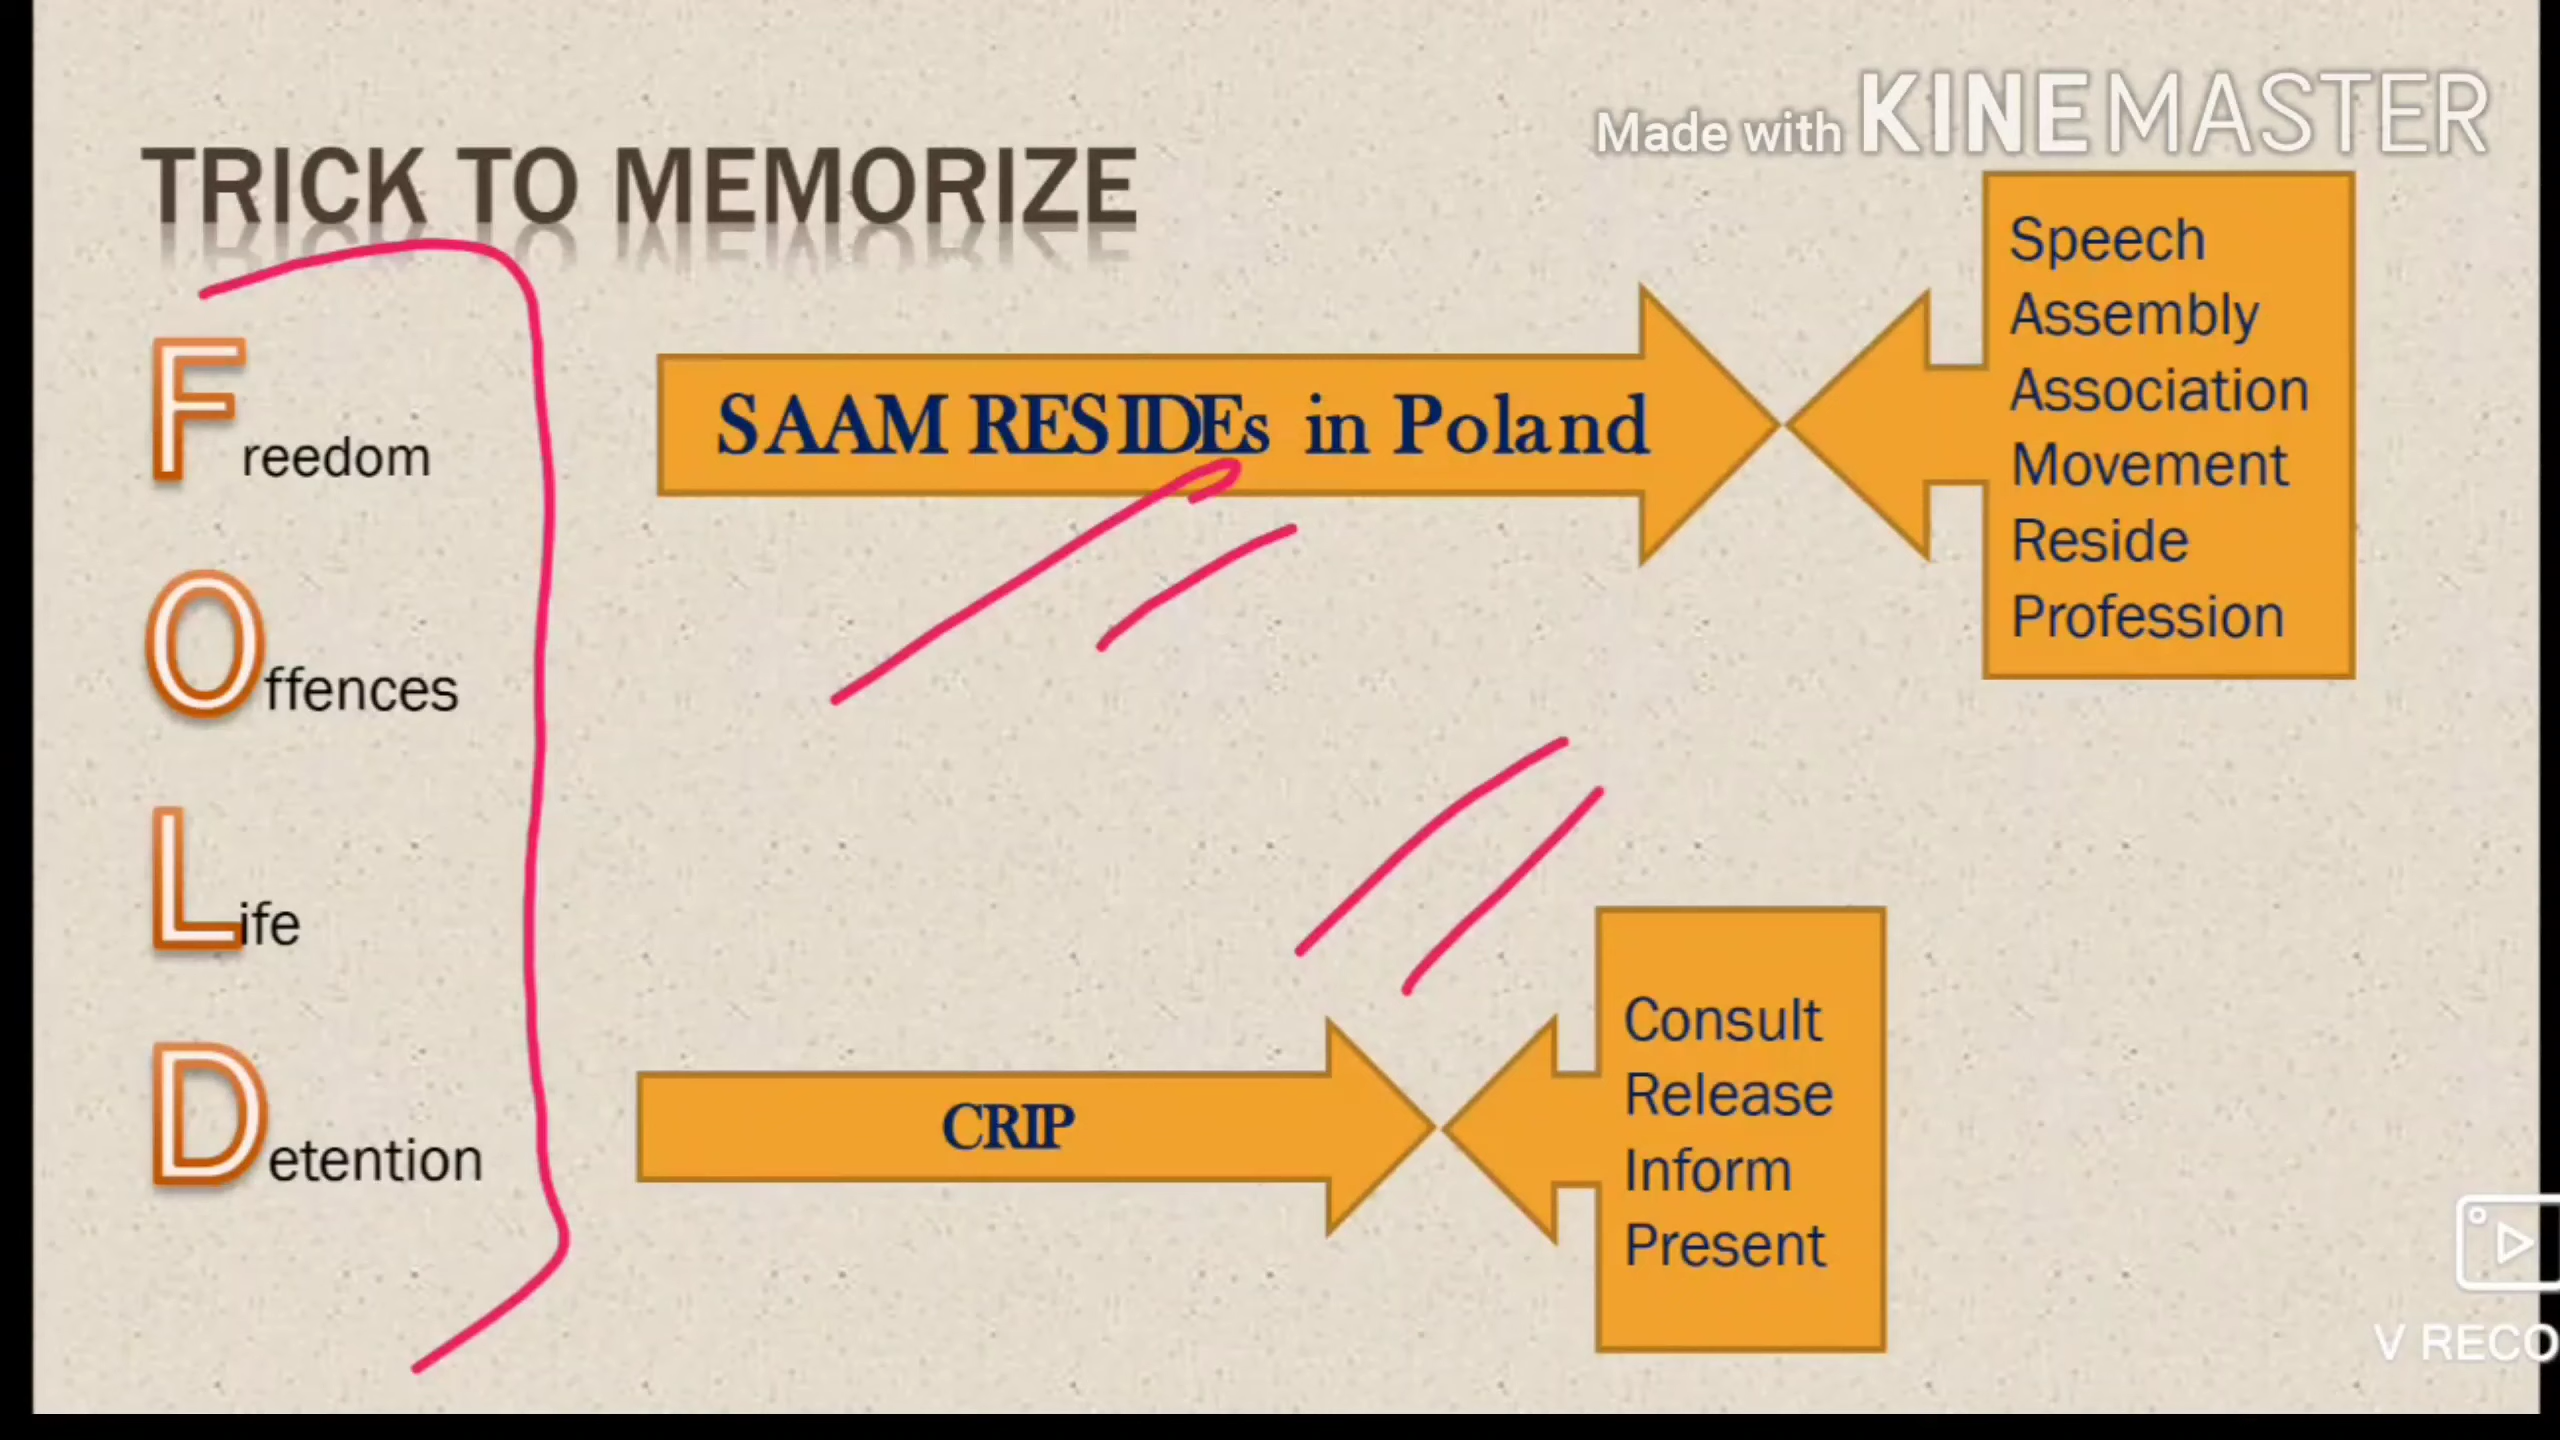 Made with KINEMASTER
TRICK TO MEMORIZE
Freedom
SAAM RESIDEs in Poland
Speech
Assembly
Association
Movement
Reside
Profession
Offences
Life
Detention
CRIP
Consult
Release
Inform
Present
V RECO